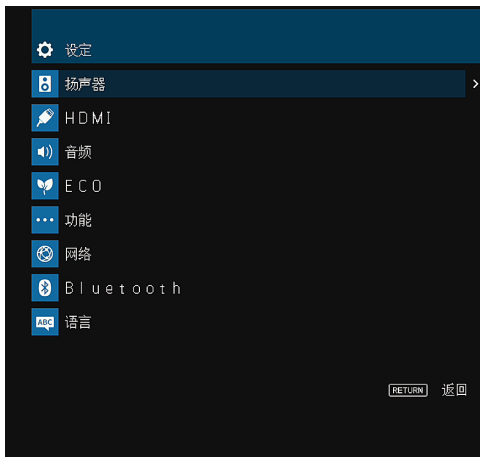 设定
扬声器
HDMI
音频
ECO
功能
网络
Bluetooth
ABC 语言
RETURN 返回